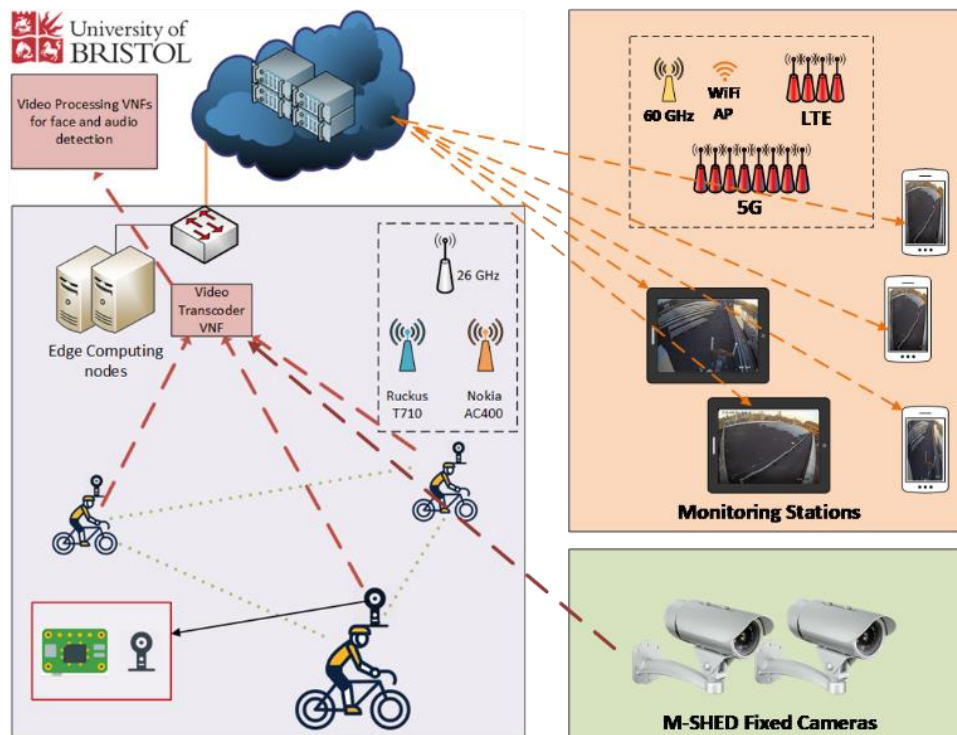 University of
BRISTOL
Video Processing VNFs
for face and audio
detection
60 GHz
WiFi
AP
LTE
5G
26 GHz
Video
Transcoder
VNF
Edge Computing
nodes
Ruckus
T710
Nokia
AC400
Monitoring Stations
M-SHED Fixed Cameras